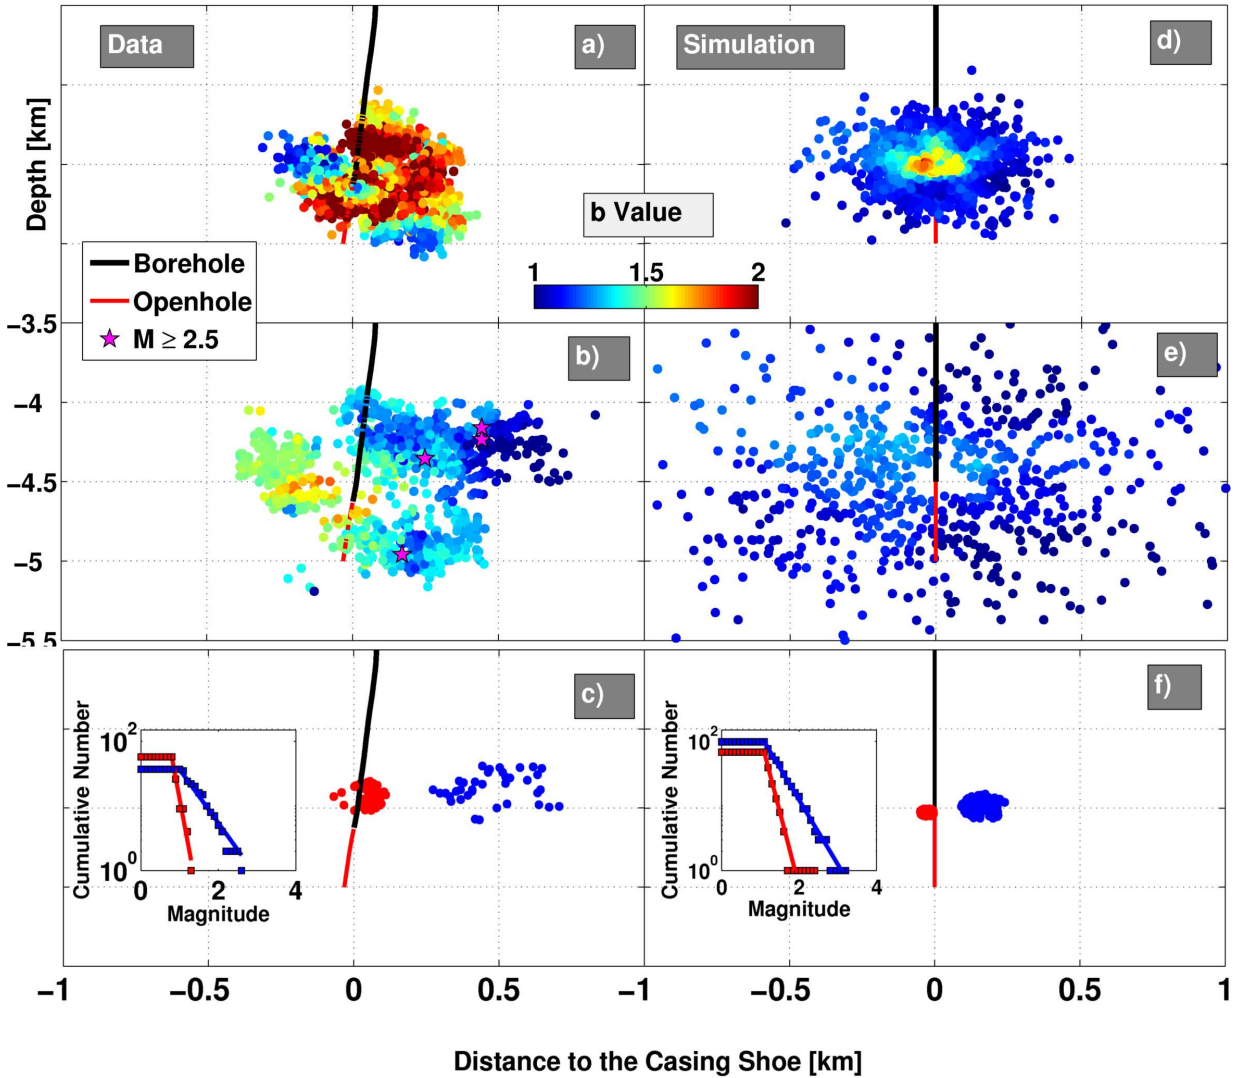 Data
a)
Simulation
d)
Depth [km]
b Value
1
1.5
2
Borehole
Openhole
M ≥ 2.5
b)
e)
−3.5
−4
−4.5
−5
−5.5
c)
f)
Cumulative Number
10²
10⁰
0
2
4
Magnitude
Cumulative Number
10²
10⁰
0
2
4
Magnitude
−1
−0.5
0
0.5
−1
−0.5
0
0.5
1
Distance to the Casing Shoe [km]